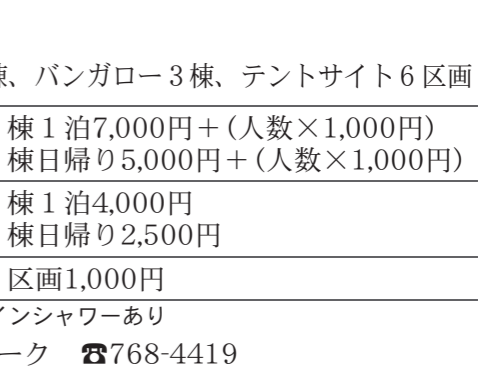 棟、バンガロー3棟、テントサイト6区画
棟1泊7,000円+(人数×1,000円)
棟日帰り5,000円+(人数×1,000円)
棟1泊4,000円
棟日帰り2,500円
区画1,000円
インシャワーあり
ーク ☎768-4419